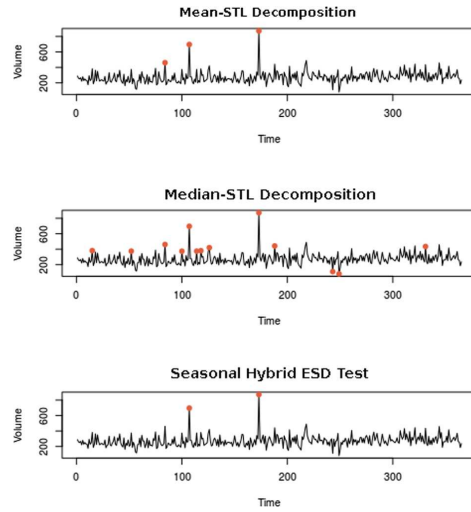 Mean-STL Decomposition
Volume
600
200
0 100 200 300
Time
Median-STL Decomposition
Volume
600
200
0 100 200 300
Time
Seasonal Hybrid ESD Test
Volume
600
200
0 100 200 300
Time